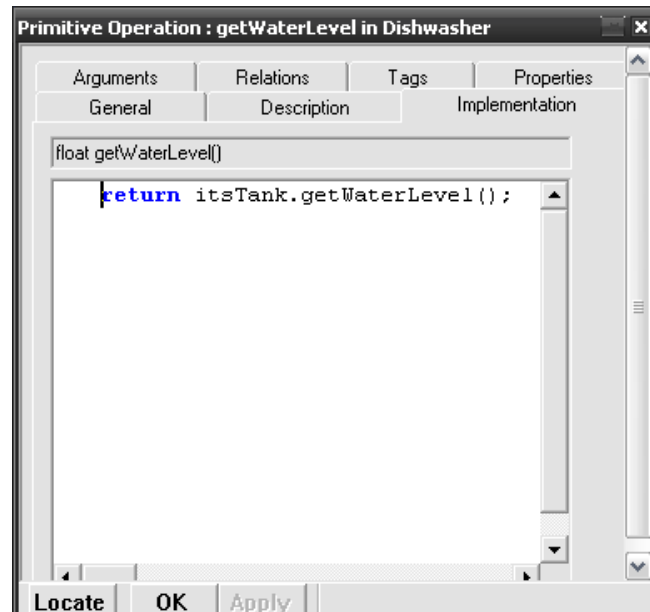 Primitive Operation : getWaterLevel in Dishwasher
Arguments Relations Tags Properties
General Description Implementation
float getWaterLevel()
return itsTank.getWaterLevel();
Locate OK Apply